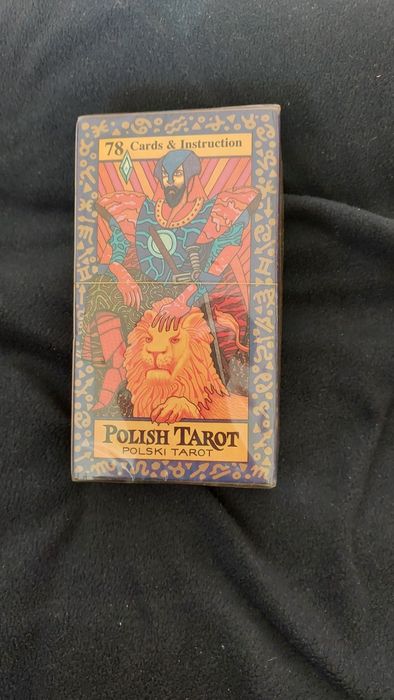 78 Cards & Instruction
POLISH TAROT
POLSKI TAROT